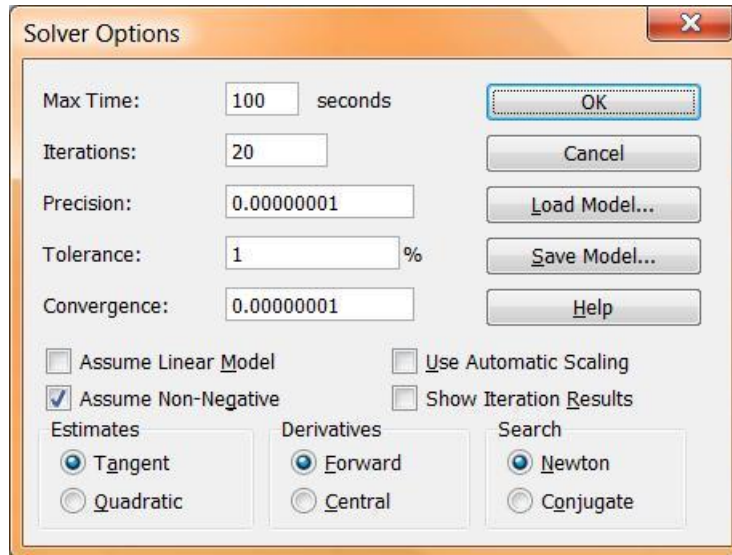 Solver Options
Max Time: 100 seconds
OK
Iterations: 20
Cancel
Precision: 0.00000001
Load Model...
Tolerance: 1 %
Save Model...
Convergence: 0.00000001
Help
Assume Linear Model
Use Automatic Scaling
Assume Non-Negative
Show Iteration Results
Estimates
Derivatives
Search
Tangent
Forward
Newton
Quadratic
Central
Conjugate